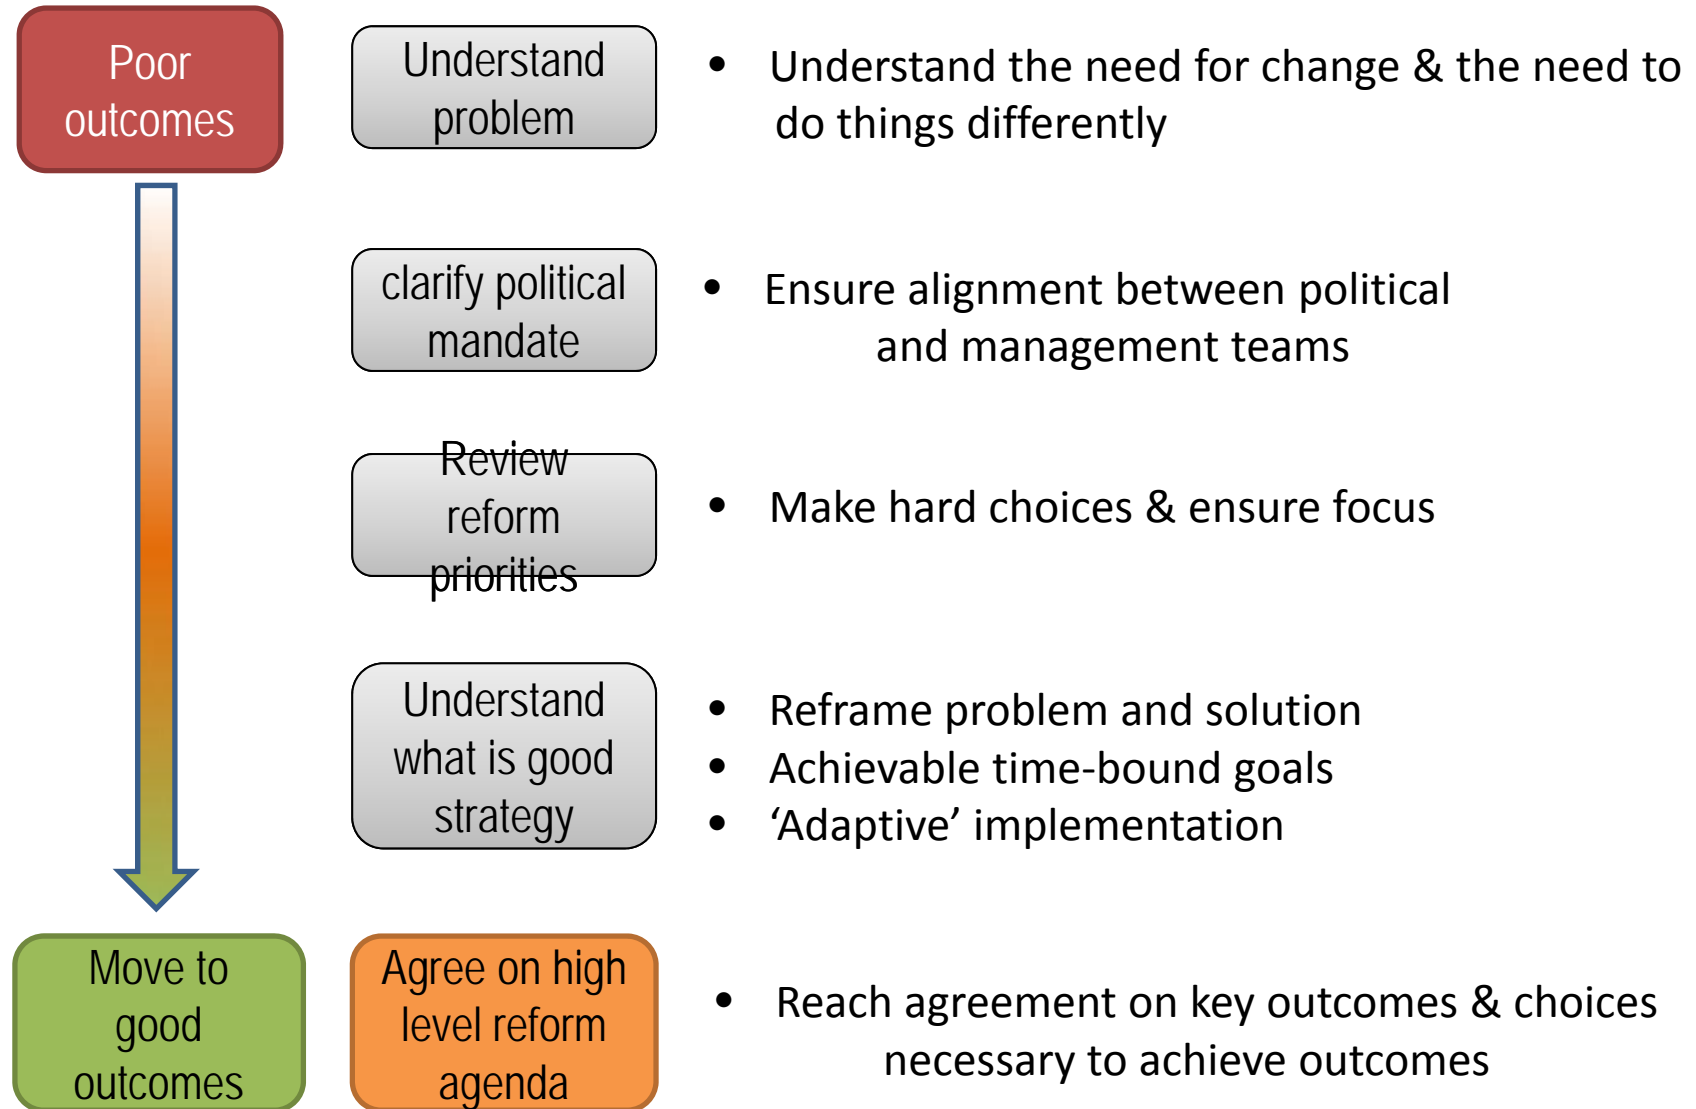 Poor
outcomes
Understand
problem
• Understand the need for change & the need to
do things differently
clarify political
mandate
• Ensure alignment between political
and management teams
Review
reform
priorities
• Make hard choices & ensure focus
Understand
what is good
strategy
• Reframe problem and solution
• Achievable time-bound goals
• ‘Adaptive’ implementation
Move to
good
outcomes
Agree on high
level reform
agenda
• Reach agreement on key outcomes & choices
necessary to achieve outcomes